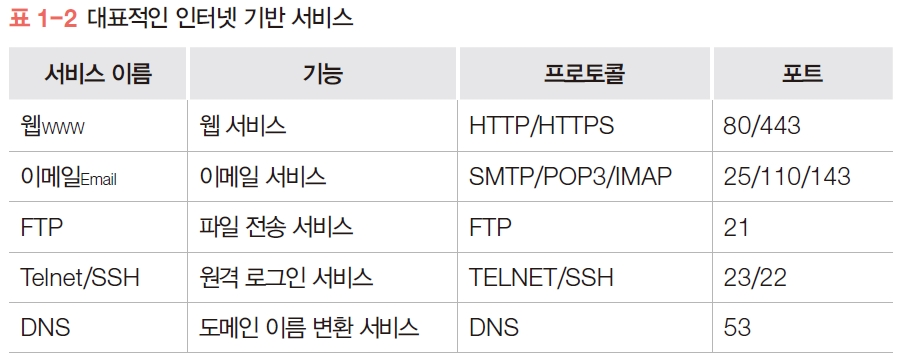 표 1-2 대표적인 인터넷 기반 서비스
서비스 이름 기능 프로토콜 포트
웹WWW 웹 서비스 HTTP/HTTPS 80/443
이메일Email 이메일 서비스 SMTP/POP3/IMAP 25/110/143
FTP 파일 전송 서비스 FTP 21
Telnet/SSH 원격 로그인 서비스 TELNET/SSH 23/22
DNS 도메인 이름 변환 서비스 DNS 53